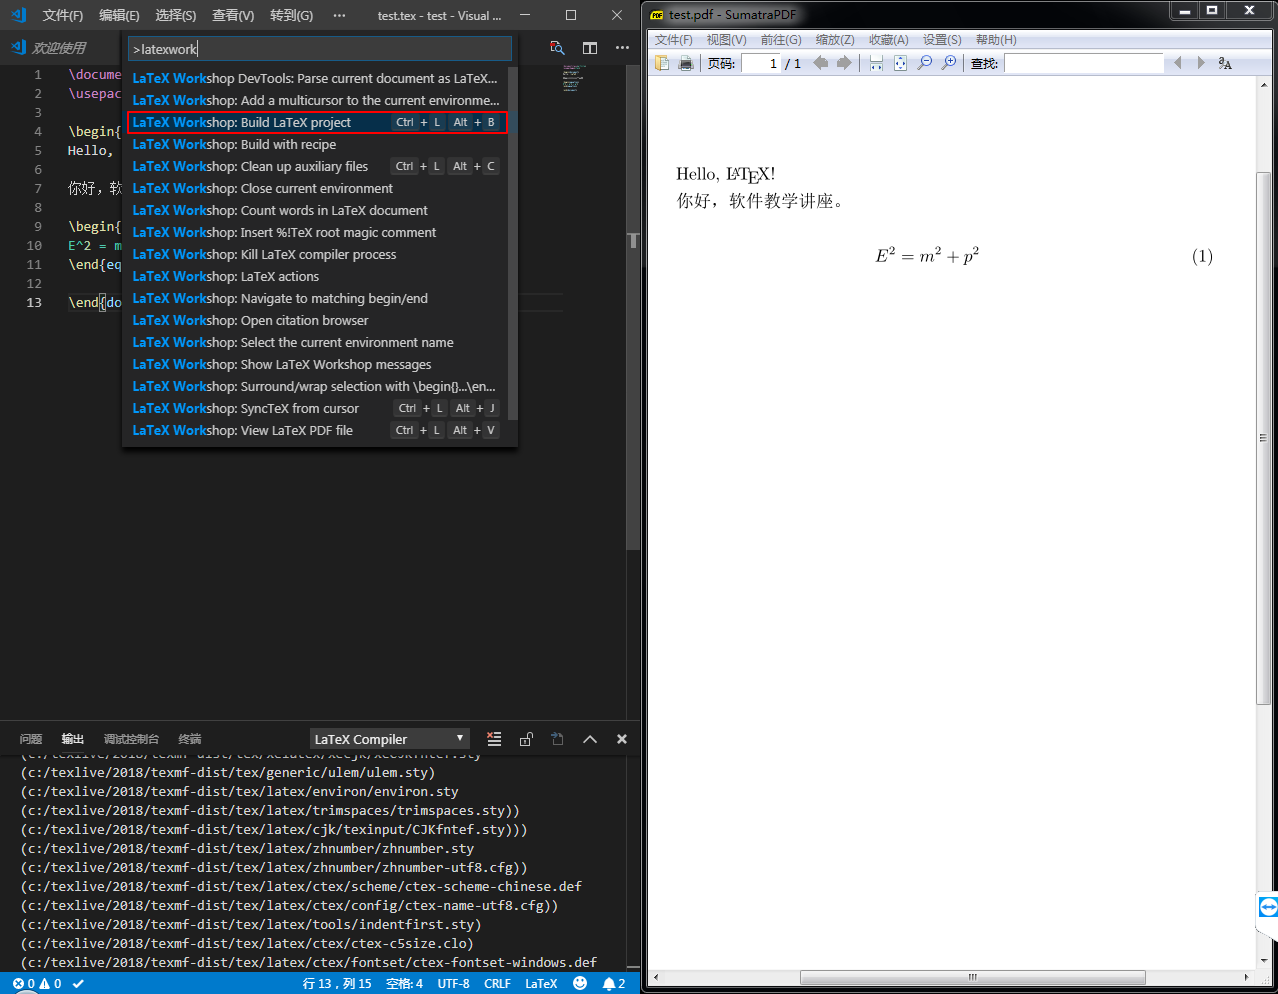 文件(F) 编辑(E) 选择(S) 查看(V) 转到(G) ··· test.tex - test - Visual ...
欢迎使用
>latexwork
1 \docume
2 \usepac
3
4 \begin{
5 Hello,
6
7 你好，软
8
9 \begin{
10 E^2 = m
11 \end{eq
12
13 \end{do
LaTeX Workshop DevTools: Parse current document as LaTeX...
LaTeX Workshop: Add a multicursor to the current environme...
LaTeX Workshop: Build LaTeX project Ctrl + L Alt + B
LaTeX Workshop: Build with recipe
LaTeX Workshop: Clean up auxiliary files Ctrl + L Alt + C
LaTeX Workshop: Close current environment
LaTeX Workshop: Count words in LaTeX document
LaTeX Workshop: Insert %!TeX root magic comment
LaTeX Workshop: Kill LaTeX compiler process
LaTeX Workshop: LaTeX actions
LaTeX Workshop: Navigate to matching begin/end
LaTeX Workshop: Open citation browser
LaTeX Workshop: Select the current environment name
LaTeX Workshop: Show LaTeX Workshop messages
LaTeX Workshop: Surround/wrap selection with \begin{}...\en...
LaTeX Workshop: SyncTeX from cursor Ctrl + L Alt + J
LaTeX Workshop: View LaTeX PDF file Ctrl + L Alt + V
问题 输出 调试控制台 终端 LaTeX Compiler
(c:/texlive/2018/texmf-dist/tex/generic/ulem/ulem.sty)
(c:/texlive/2018/texmf-dist/tex/latex/environ/environ.sty
(c:/texlive/2018/texmf-dist/tex/latex/trimspaces/trimspaces.sty))
(c:/texlive/2018/texmf-dist/tex/latex/cjk/texinput/CJKfntef.sty)))
(c:/texlive/2018/texmf-dist/tex/latex/zhnumber/zhnumber.sty
(c:/texlive/2018/texmf-dist/tex/latex/zhnumber/zhnumber-utf8.cfg))
(c:/texlive/2018/texmf-dist/tex/latex/ctex/scheme/ctex-scheme-chinese.def
(c:/texlive/2018/texmf-dist/tex/latex/ctex/config/ctex-name-utf8.cfg))
(c:/texlive/2018/texmf-dist/tex/latex/tools/indentfirst.sty)
(c:/texlive/2018/texmf-dist/tex/latex/ctex/ctex-c5size.clo)
(c:/texlive/2018/texmf-dist/tex/latex/ctex/fontset/ctex-fontset-windows.def
0 0 行 13，列 15 空格: 4 UTF-8 CRLF LaTeX 2
test.pdf - SumatraPDF
文件(F) 视图(V) 前往(G) 缩放(Z) 收藏(A) 设置(S) 帮助(H)
页码: 1 / 1 查找:
Hello, LaTeX!
你好，软件教学讲座。
E² = m² + p² (1)